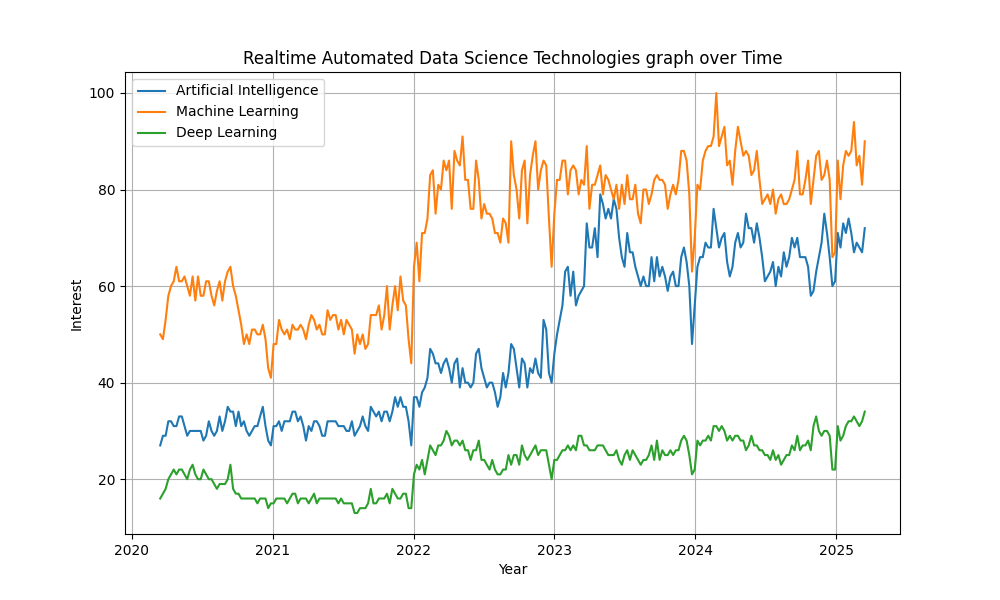 Realtime Automated Data Science Technologies graph over Time
Artificial Intelligence
Machine Learning
Deep Learning
100
80
60
40
20
Interest
2020 2021 2022 2023 2024 2025
Year